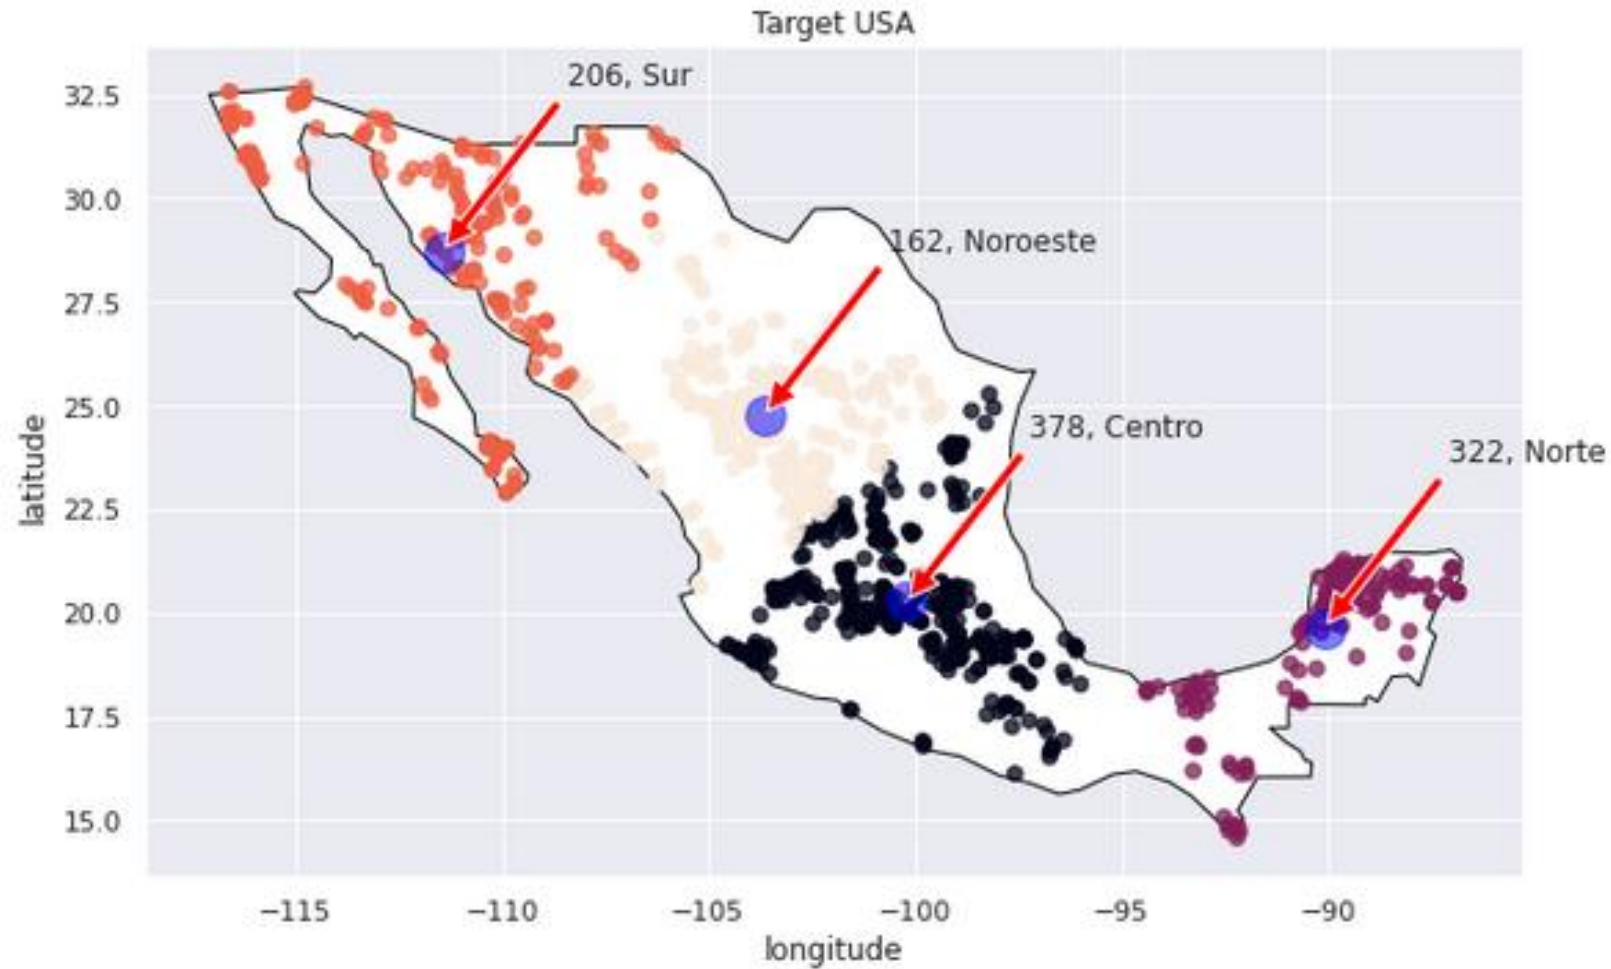 Target USA
206, Sur
162, Noroeste
378, Centro
322, Norte
32.5
30.0
27.5
25.0
22.5
20.0
17.5
15.0
latitude
−115
−110
−105
−100
−95
−90
longitude